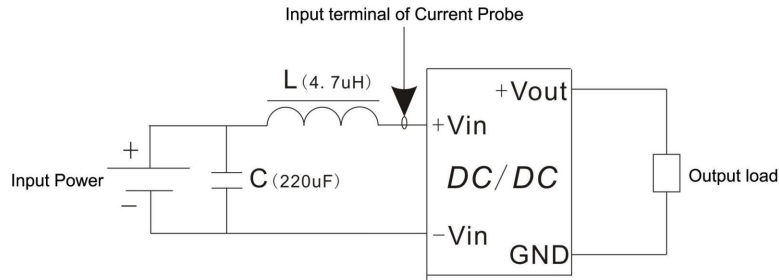 Input terminal of Current Probe
L(4. 7uH)
+Vout
+
+Vin
Input Power
C(220uF)
DC/DC
Output load
−
−Vin
GND